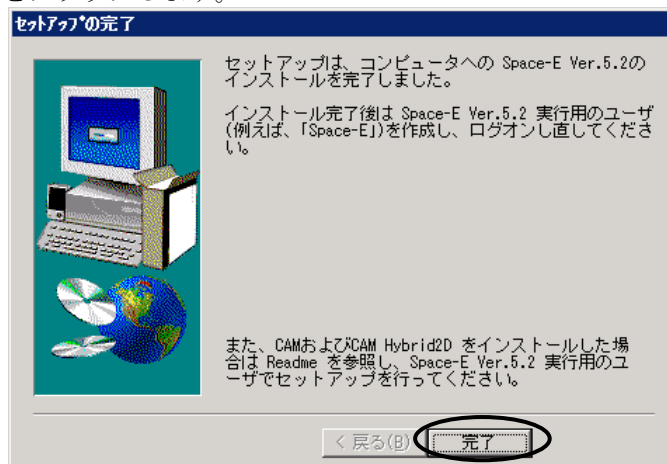 セットアップの完了
セットアップは、コンピュータへの Space-E Ver.5.2の
インストールを完了しました。
インストール完了後は Space-E Ver.5.2 実行用のユーザ
(例えば、「Space-E」)を作成し、ログオンし直してくださ
い。
また、CAMおよびCAM Hybrid2D をインストールした場
合は Readme を参照し、Space-E Ver.5.2 実行用のユ
ーザでセットアップを行ってください。
< 戻る(B)
完了